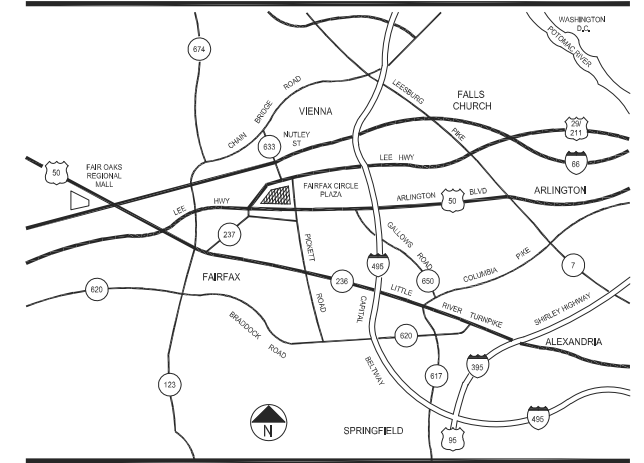 WASHINGTON
D.C.
POTOMAC RIVER
674
CHAIN BRIDGE ROAD
LEESBURG PIKE
FALLS
CHURCH
VIENNA
NUTLEY
ST
633
29/
211
66
LEE HWY
50
FAIR OAKS
REGIONAL
MALL
FAIRFAX CIRCLE
PLAZA
ARLINGTON BLVD
50
ARLINGTON
LEE HWY
237
PICKETT ROAD
GALLOWS ROAD
495
650
COLUMBIA PIKE
7
FAIRFAX
620
236
LITTLE RIVER TURNPIKE
CAPITAL BELTWAY
SHIRLEY HIGHWAY
BRADDOCK ROAD
620
ALEXANDRIA
123
617
395
N
SPRINGFIELD
95
495